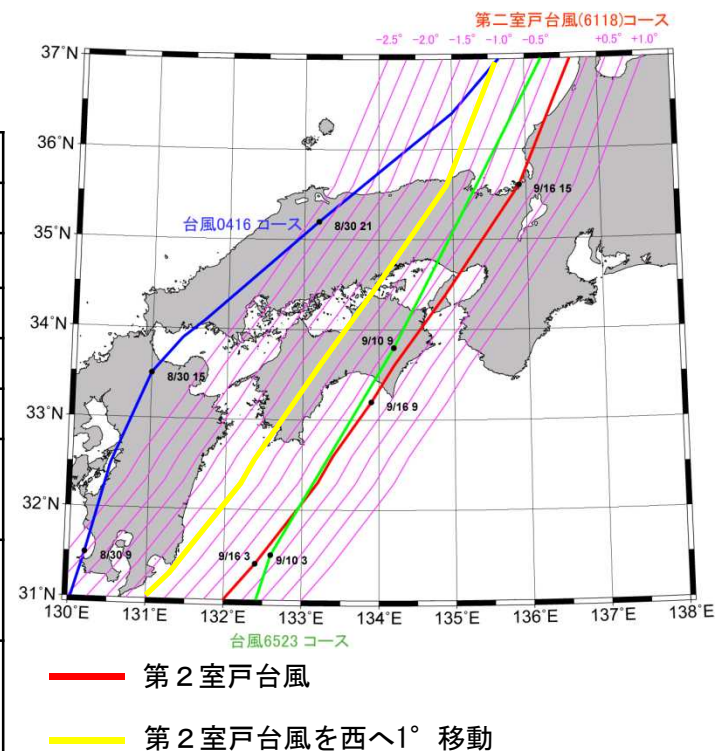 第二室戸台風(6118)コース
-2.5° -2.0° -1.5° -1.0° -0.5° +0.5° +1.0°
37°N
36°N
9/16 15
台風0416 コース
8/30 21
35°N
34°N
9/10 9
8/30 15
9/16 9
33°N
32°N
8/30 9
9/16 3
9/10 3
31°N
130°E 131°E 132°E 133°E 134°E 135°E 136°E 137°E 138°E
台風6523 コース
第２室戸台風
第２室戸台風を西へ1° 移動